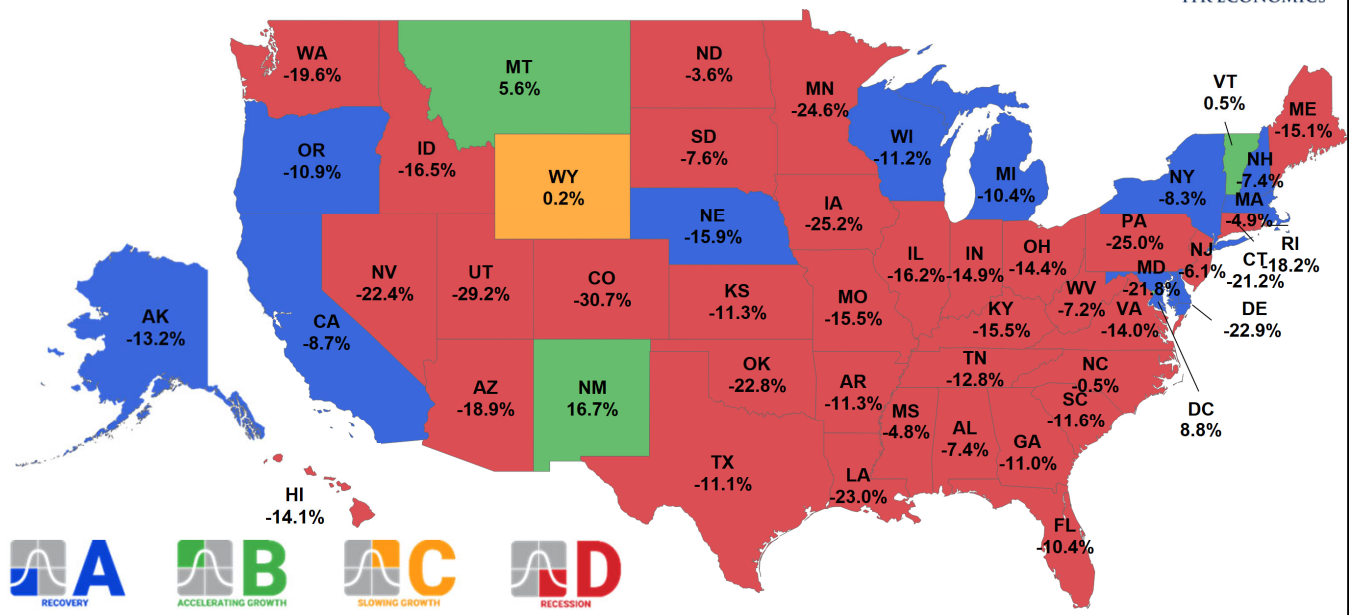 ITR ECONOMICS
WA
-19.6%
MT
5.6%
ND
-3.6%
MN
-24.6%
VT
0.5%
ME
-15.1%
OR
-10.9%
ID
-16.5%
WY
0.2%
SD
-7.6%
WI
-11.2%
MI
-10.4%
NY
-8.3%
NH
-7.4%
MA
-4.9%
NE
-15.9%
IA
-25.2%
PA
-25.0%
NJ
-6.1%
CT
-21.2%
RI
-18.2%
NV
-22.4%
UT
-29.2%
CO
-30.7%
KS
-11.3%
MO
-15.5%
IL
-16.2%
IN
-14.9%
OH
-14.4%
WV
-7.2%
MD
-21.8%
VA
-14.0%
DE
-22.9%
AK
-13.2%
CA
-8.7%
KY
-15.5%
AZ
-18.9%
NM
16.7%
OK
-22.8%
AR
-11.3%
TN
-12.8%
NC
-0.5%
SC
-11.6%
DC
8.8%
MS
-4.8%
AL
-7.4%
GA
-11.0%
TX
-11.1%
LA
-23.0%
HI
-14.1%
FL
-10.4%
A
RECOVERY
B
ACCELERATING GROWTH
C
SLOWING GROWTH
D
RECESSION